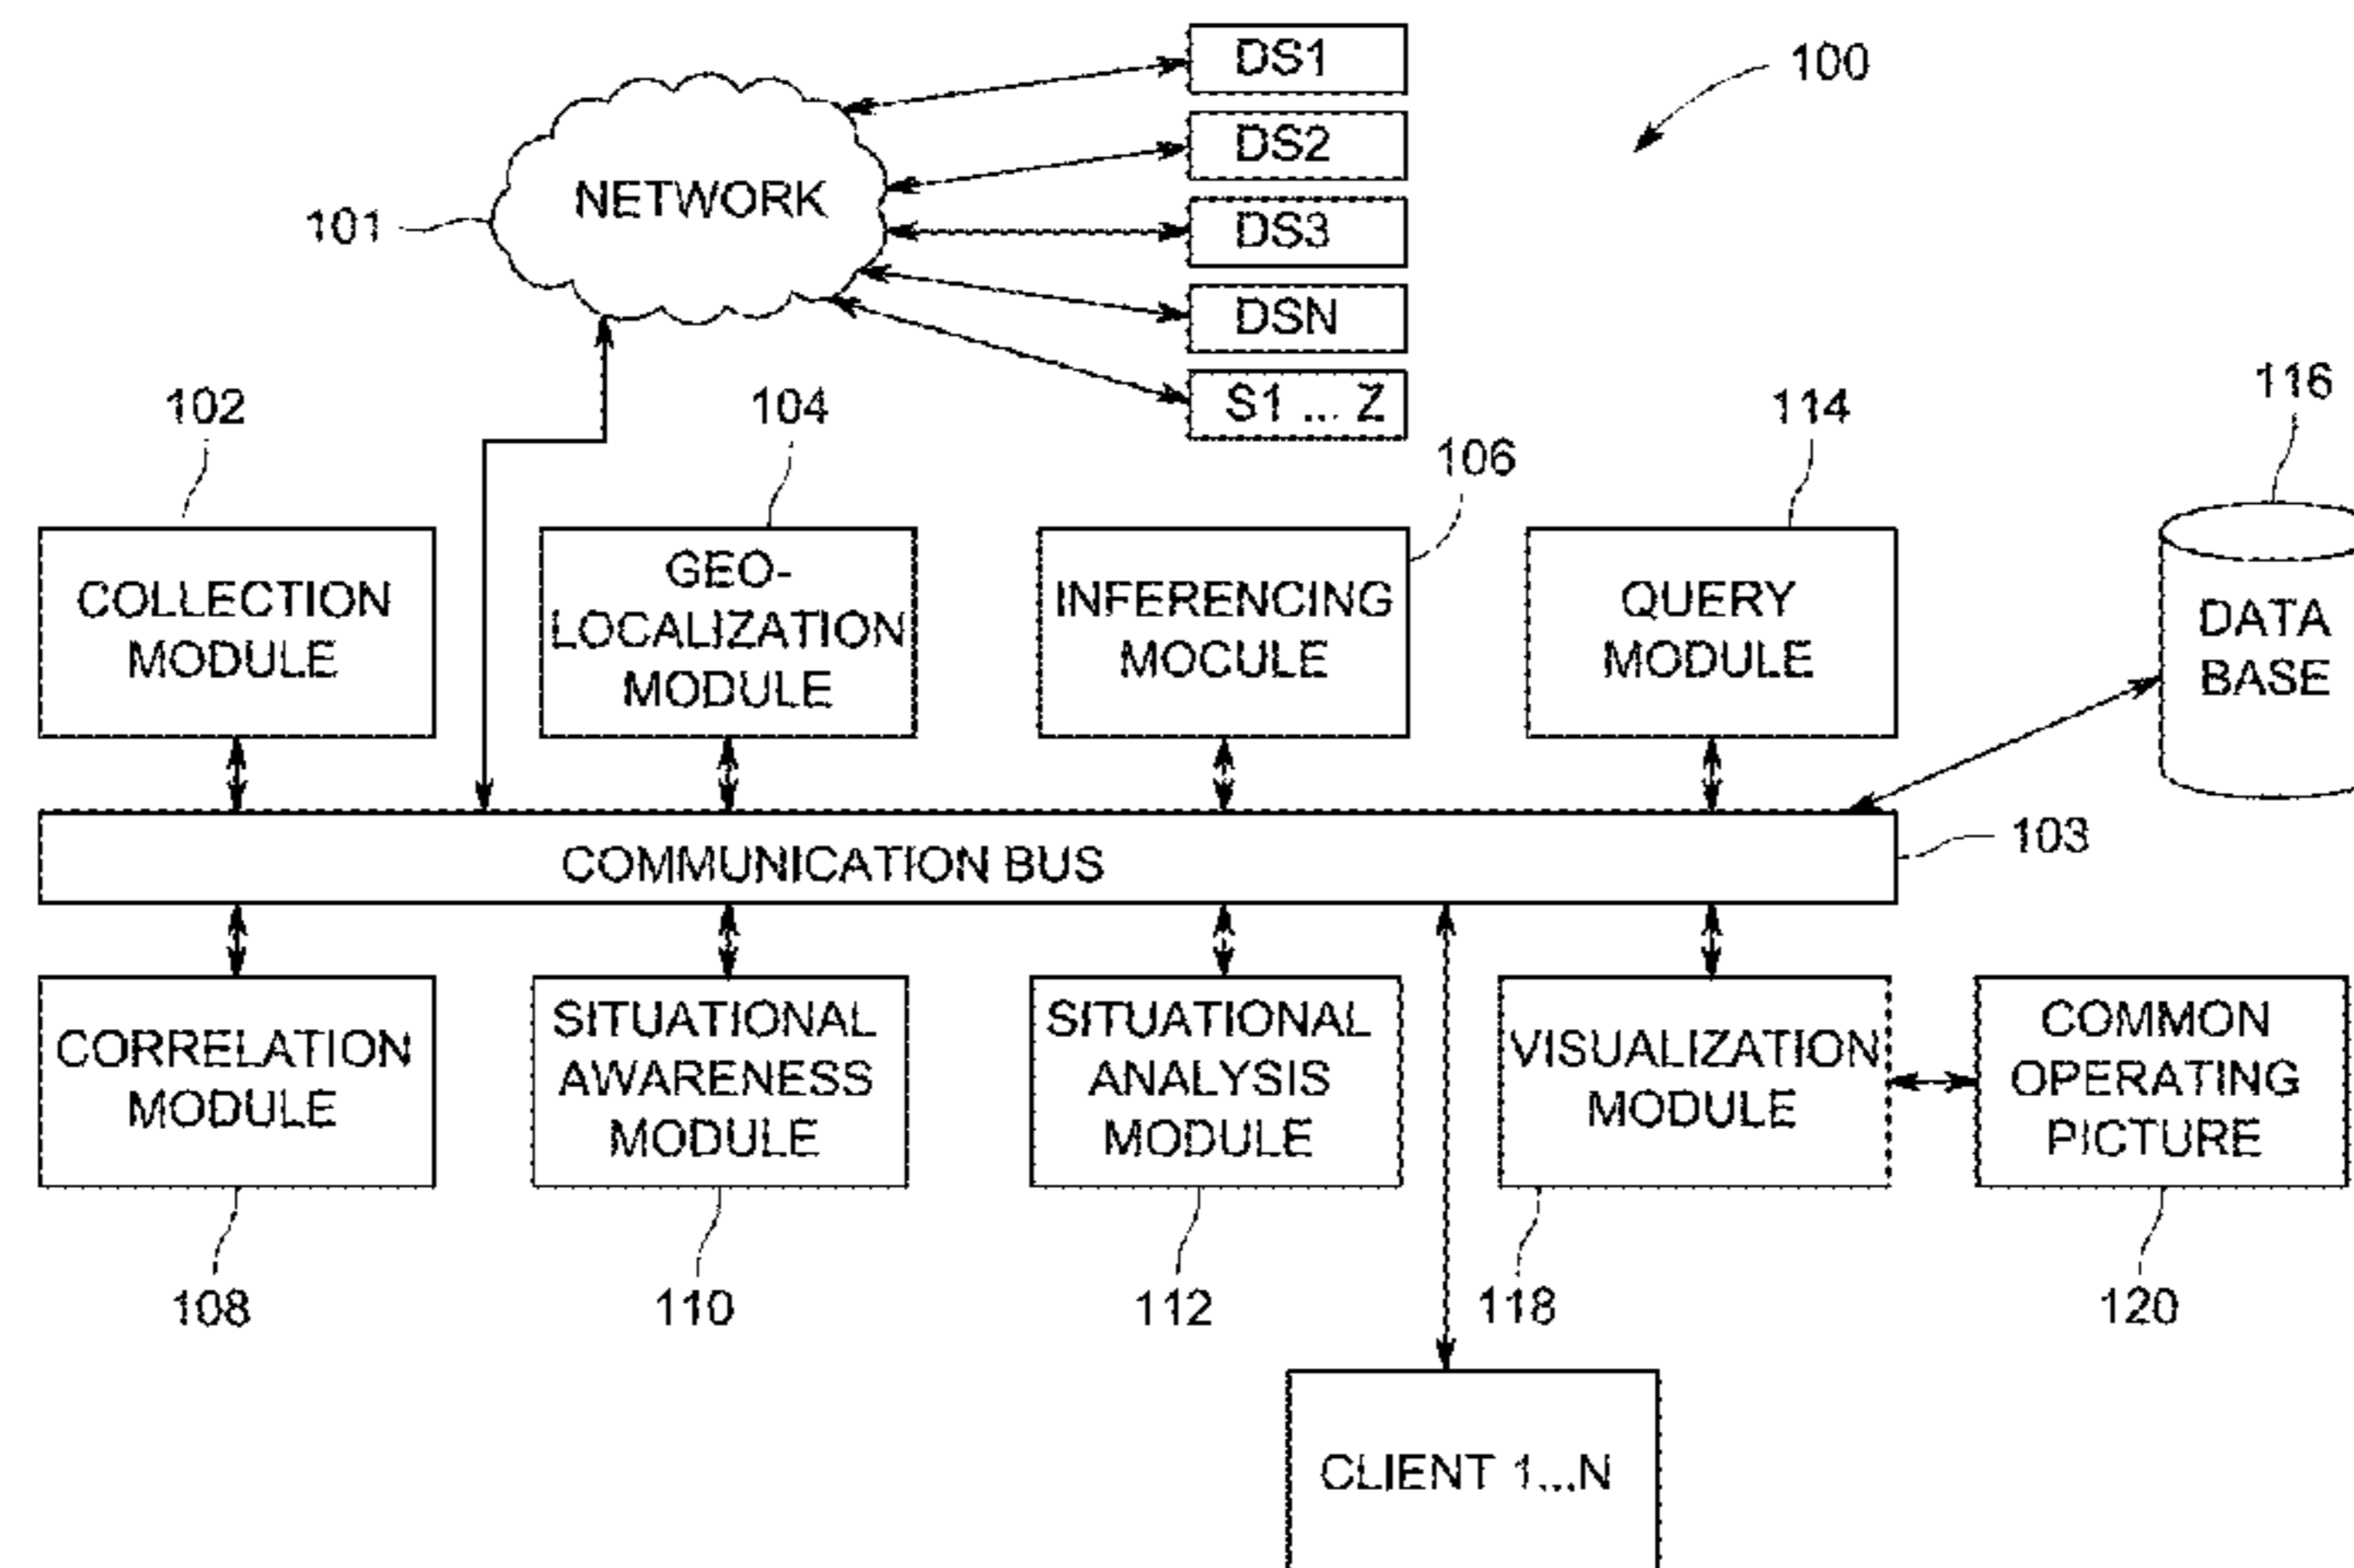 DS1
100
DS2
NETWORK
101
DS3
DSN
S1 ... Z
102
104
106
114
116
COLLECTION
MODULE
GEO-
LOCALIZATION
MODULE
INFERENCING
MOCULE
QUERY
MODULE
DATA
BASE
COMMUNICATION BUS
103
CORRELATION
MODULE
SITUATIONAL
AWARENESS
MODULE
SITUATIONAL
ANALYSIS
MODULE
VISUALIZATION
MODULE
COMMON
OPERATING
PICTURE
108
110
112
118
120
CLIENT 1...N